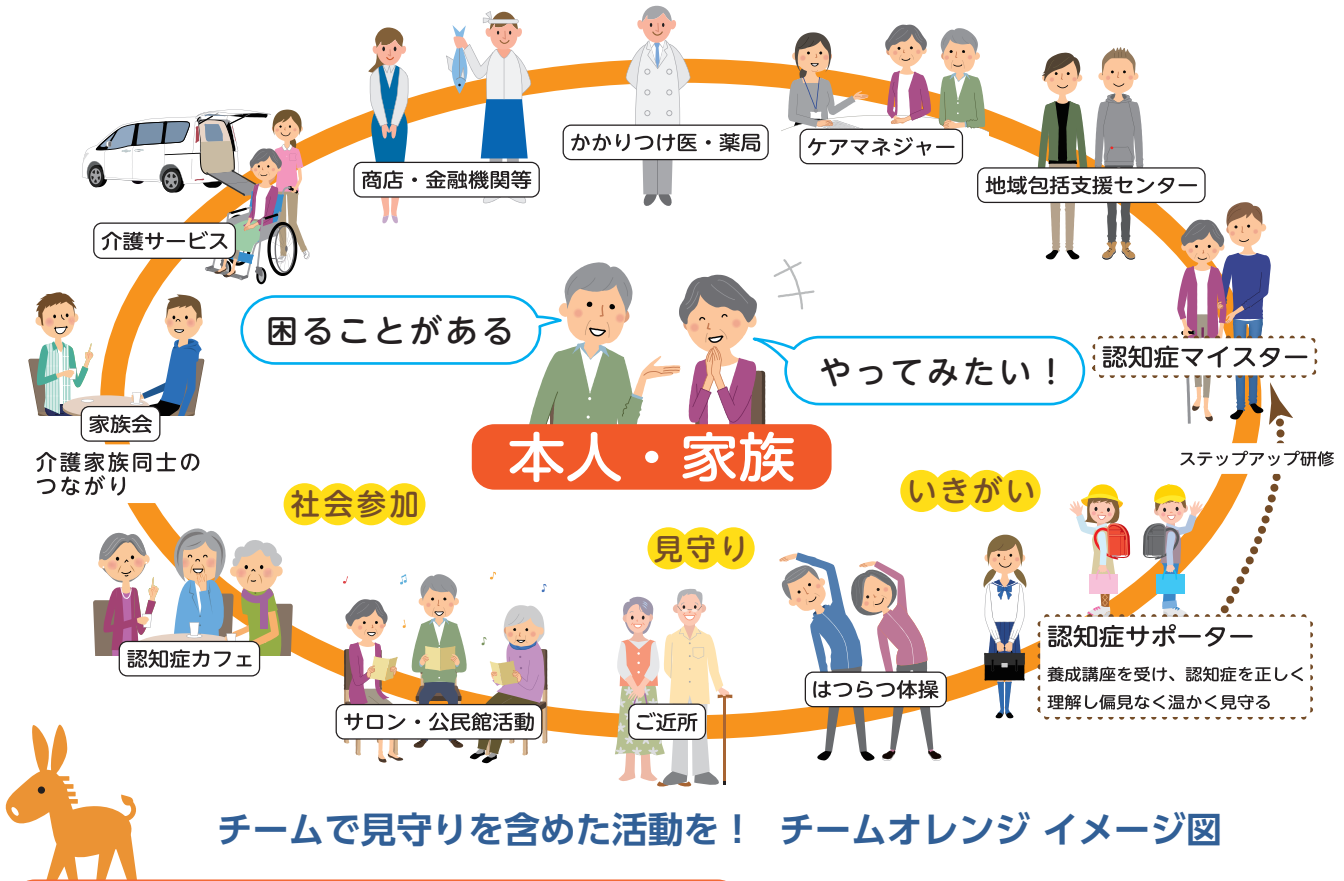 かかりつけ医・薬局
ケアマネジャー
商店・金融機関等
地域包括支援センター
介護サービス
困ることがある
やってみたい！
認知症マイスター
家族会
介護家族同士の
つながり
本人・家族
ステップアップ研修
社会参加
いきがい
見守り
認知症カフェ
サロン・公民館活動
ご近所
はつらつ体操
認知症サポーター
養成講座を受け、認知症を正しく
理解し偏見なく温かく見守る
チームで見守りを含めた活動を！ チームオレンジ イメージ図